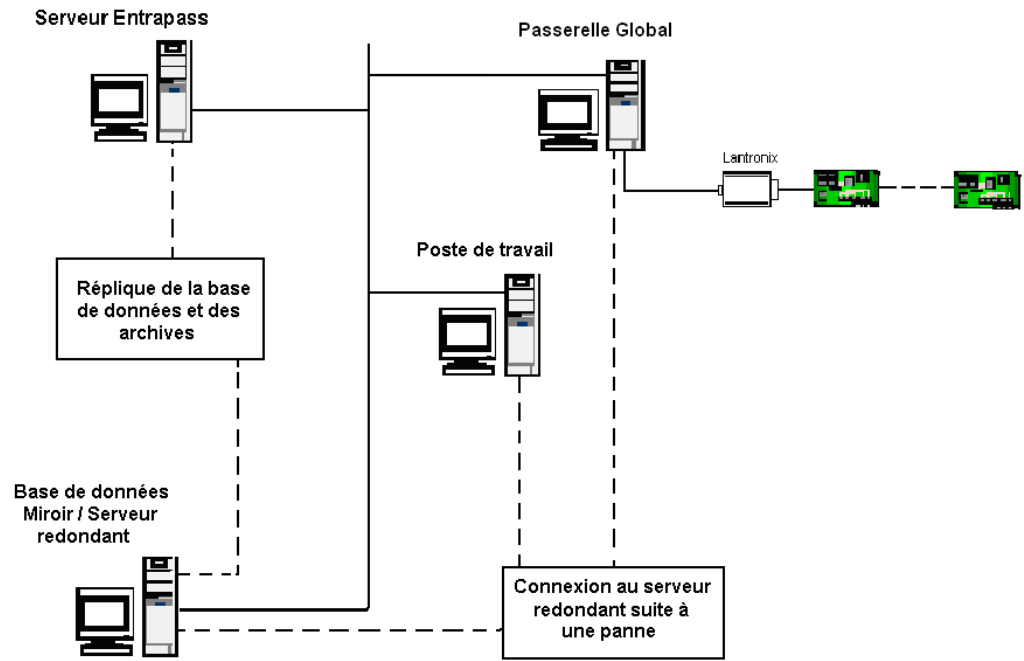 Serveur Entrapass
Passerelle Global
Lantronix
Poste de travail
Réplique de la base
de données et des
archives
Base de données
Miroir / Serveur
redondant
Connexion au serveur
redondant suite à
une panne